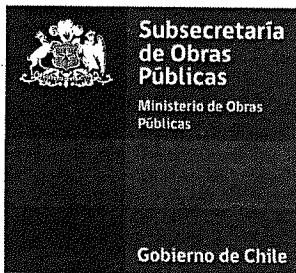 Subsecretaría
de Obras
Públicas
Ministerio de Obras
Públicas
Gobierno de Chile